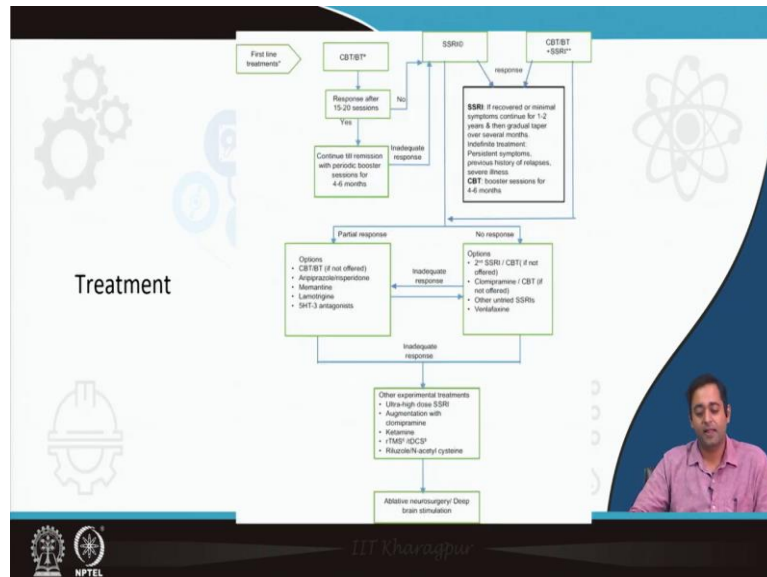 First line
treatments*
CBT/BT*
SSRI©
CBT/BT
+SSRI**
response
Response after
15-20 sessions
No
Yes
Continue till remission
with periodic booster
sessions for
4-6 months
Inadequate
response
SSRI: If recovered or minimal
symptoms continue for 1-2
years & then gradual taper
over several months.
Indefinite treatment:
Persistent symptoms,
previous history of relapses,
severe illness
CBT: booster sessions for
4-6 months
Partial response
No response
Options
• CBT/BT (if not offered)
• Aripiprazole/risperidone
• Memantine
• Lamotrigine
• 5HT-3 antagonists
Inadequate
response
Options
• 2nd SSRI / CBT( if not
offered)
• Clomipramine / CBT (if
not offered)
• Other untried SSRIs
• Venlafaxine
Treatment
Inadequate
response
Other experimental treatments
• Ultra-high dose SSRI
• Augmentation with
clomipramine
• Ketamine
• rTMS$ /tDCS$
• Riluzole/N-acetyl cysteine
Ablative neurosurgery/ Deep
brain stimulation
IIT Kharagpur
NPTEL